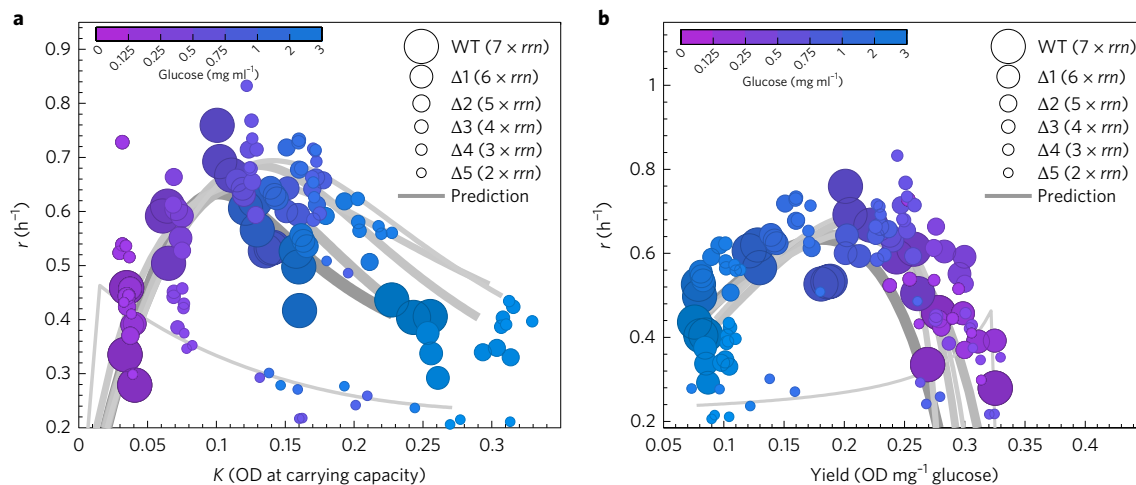 a
0 0.125 0.25 0.5 0.75 1 2 3
Glucose (mg ml⁻¹)
WT (7 × rrn)
Δ1 (6 × rrn)
Δ2 (5 × rrn)
Δ3 (4 × rrn)
Δ4 (3 × rrn)
Δ5 (2 × rrn)
Prediction
0.9
0.8
0.7
0.6
0.5
0.4
0.3
0.2
r (h⁻¹)
0 0.05 0.10 0.15 0.20 0.25 0.3
K (OD at carrying capacity)
b
0 0.125 0.25 0.5 0.75 1 2 3
Glucose (mg ml⁻¹)
WT (7 × rrn)
Δ1 (6 × rrn)
Δ2 (5 × rrn)
Δ3 (4 × rrn)
Δ4 (3 × rrn)
Δ5 (2 × rrn)
Prediction
1
0.8
0.6
0.4
0.2
r (h⁻¹)
0.05 0.1 0.15 0.2 0.25 0.3 0.35 0.4
Yield (OD mg⁻¹ glucose)